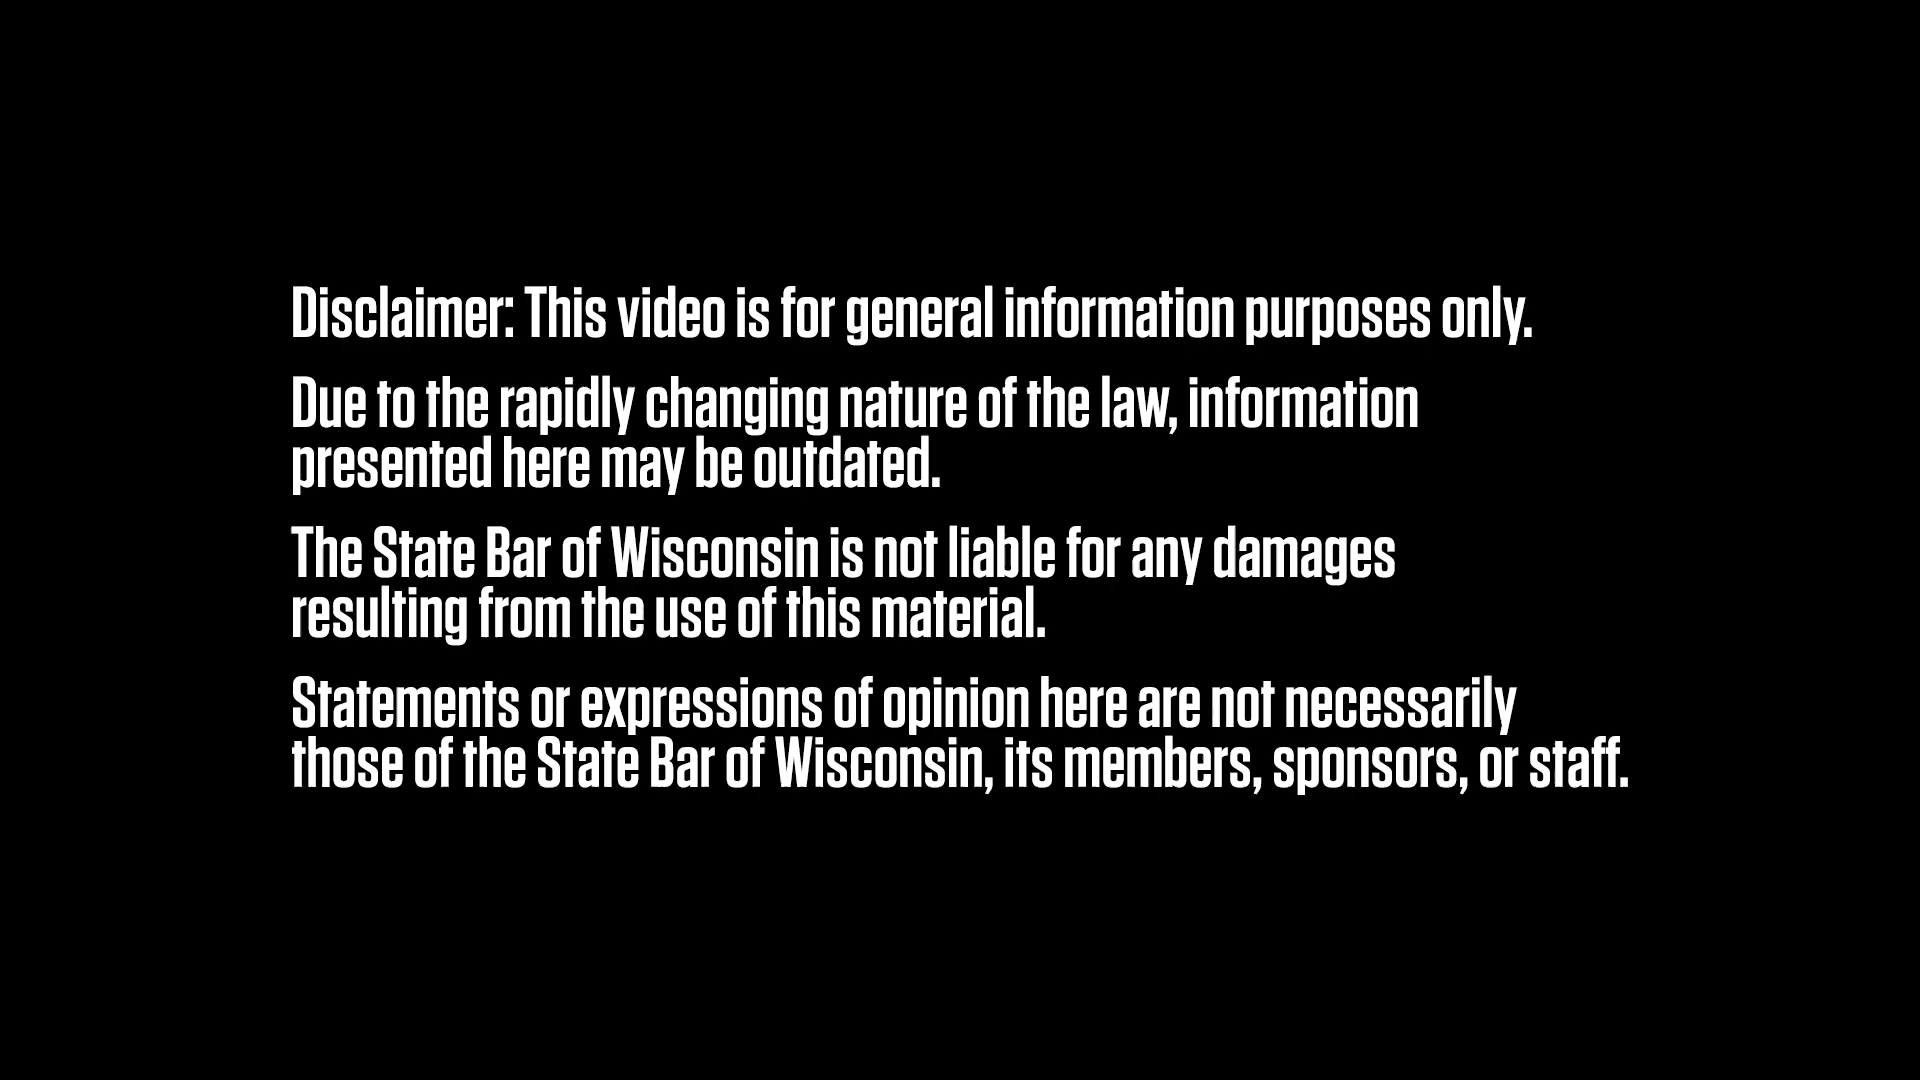 Disclaimer: This video is for general information purposes only.
Due to the rapidly changing nature of the law, information
presented here may be outdated.
The State Bar of Wisconsin is not liable for any damages
resulting from the use of this material.
Statements or expressions of opinion here are not necessarily
those of the State Bar of Wisconsin, its members, sponsors, or staff.